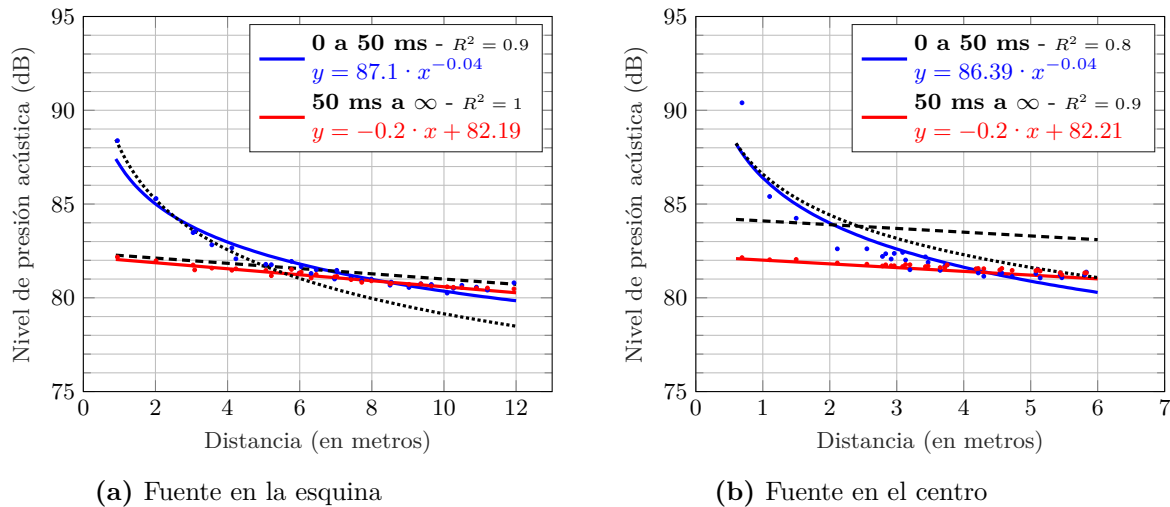 95
90
85
80
75
Nivel de presión acústica (dB)
0 a 50 ms - R² = 0.9
y = 87.1 · x^−0.04
50 ms a ∞ - R² = 1
y = −0.2 · x + 82.19
0 2 4 6 8 10 12
Distancia (en metros)
(a) Fuente en la esquina
95
90
85
80
75
Nivel de presión acústica (dB)
0 a 50 ms - R² = 0.8
y = 86.39 · x^−0.04
50 ms a ∞ - R² = 0.9
y = −0.2 · x + 82.21
0 1 2 3 4 5 6 7
Distancia (en metros)
(b) Fuente en el centro